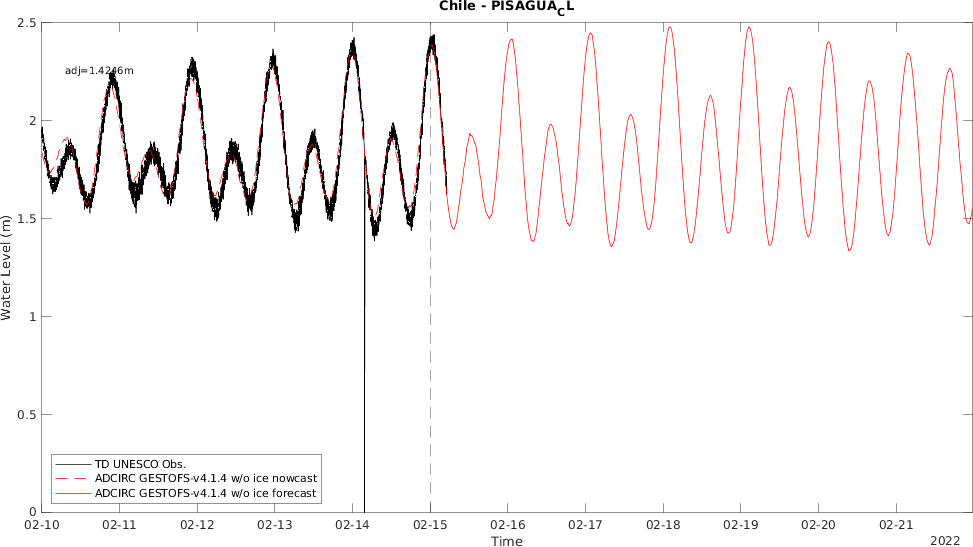 Chile - PISAGUA_CL
2.5
adj=1.4246m
2
1.5
1
0.5
0
Water Level (m)
TD UNESCO Obs.
ADCIRC GESTOFS-v4.1.4 w/o ice nowcast
ADCIRC GESTOFS-v4.1.4 w/o ice forecast
02-10 02-11 02-12 02-13 02-14 02-15 02-16 02-17 02-18 02-19 02-20 02-21
Time
2022